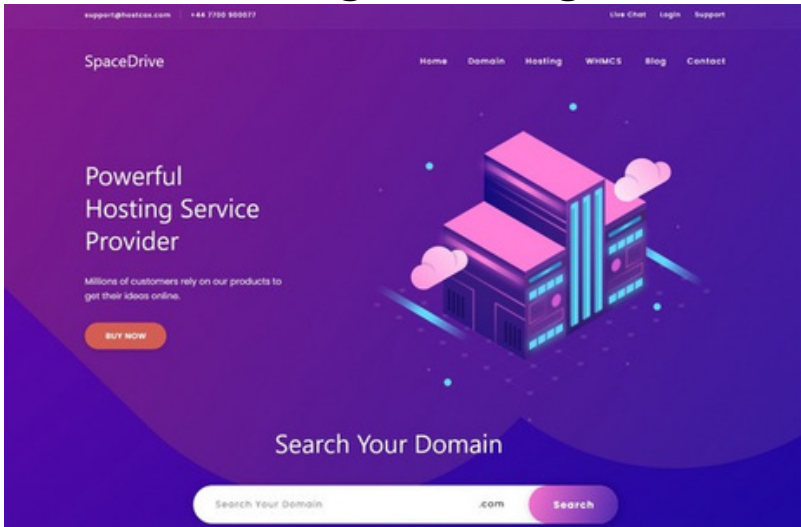 support@hostcox.com +44 7700 900077 Live Chat Login Support
SpaceDrive Home Domain Hosting WHMCS Blog Contact
Powerful
Hosting Service
Provider
Millions of customers rely on our products to
get their ideas online.
BUY NOW
Search Your Domain
Search Your Domain .com Search